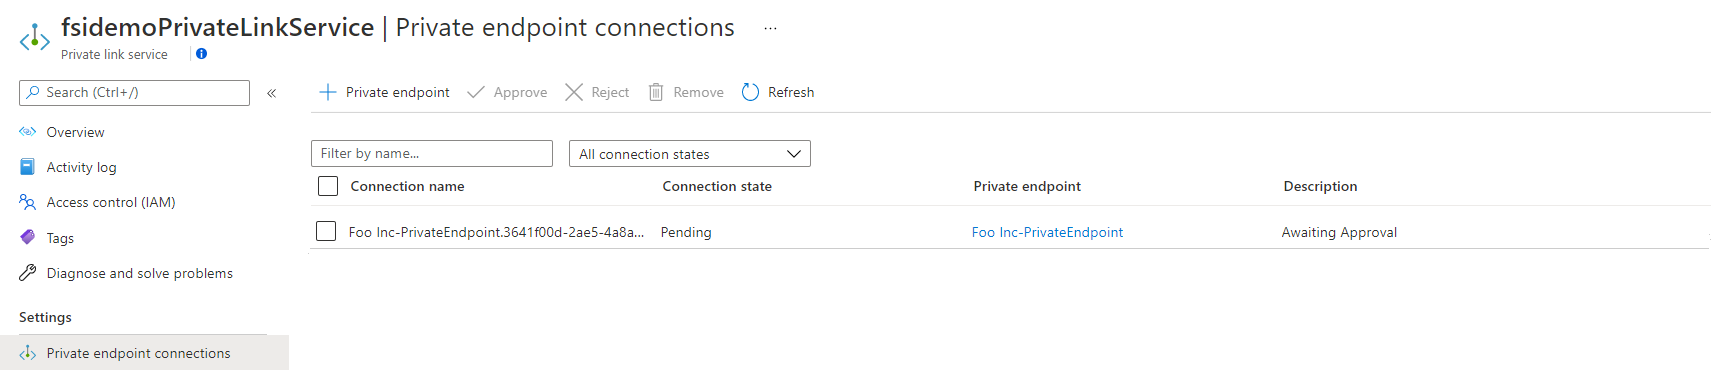 fsidemoPrivateLinkService | Private endpoint connections ...
Private link service
Search (Ctrl+/)
«
Overview
Activity log
Access control (IAM)
Tags
Diagnose and solve problems
Settings
Private endpoint connections
Private endpoint Approve Reject Remove Refresh
Filter by name... All connection states
Connection name Connection state Private endpoint Description
Foo Inc-PrivateEndpoint.3641f00d-2ae5-4a8a... Pending Foo Inc-PrivateEndpoint Awaiting Approval